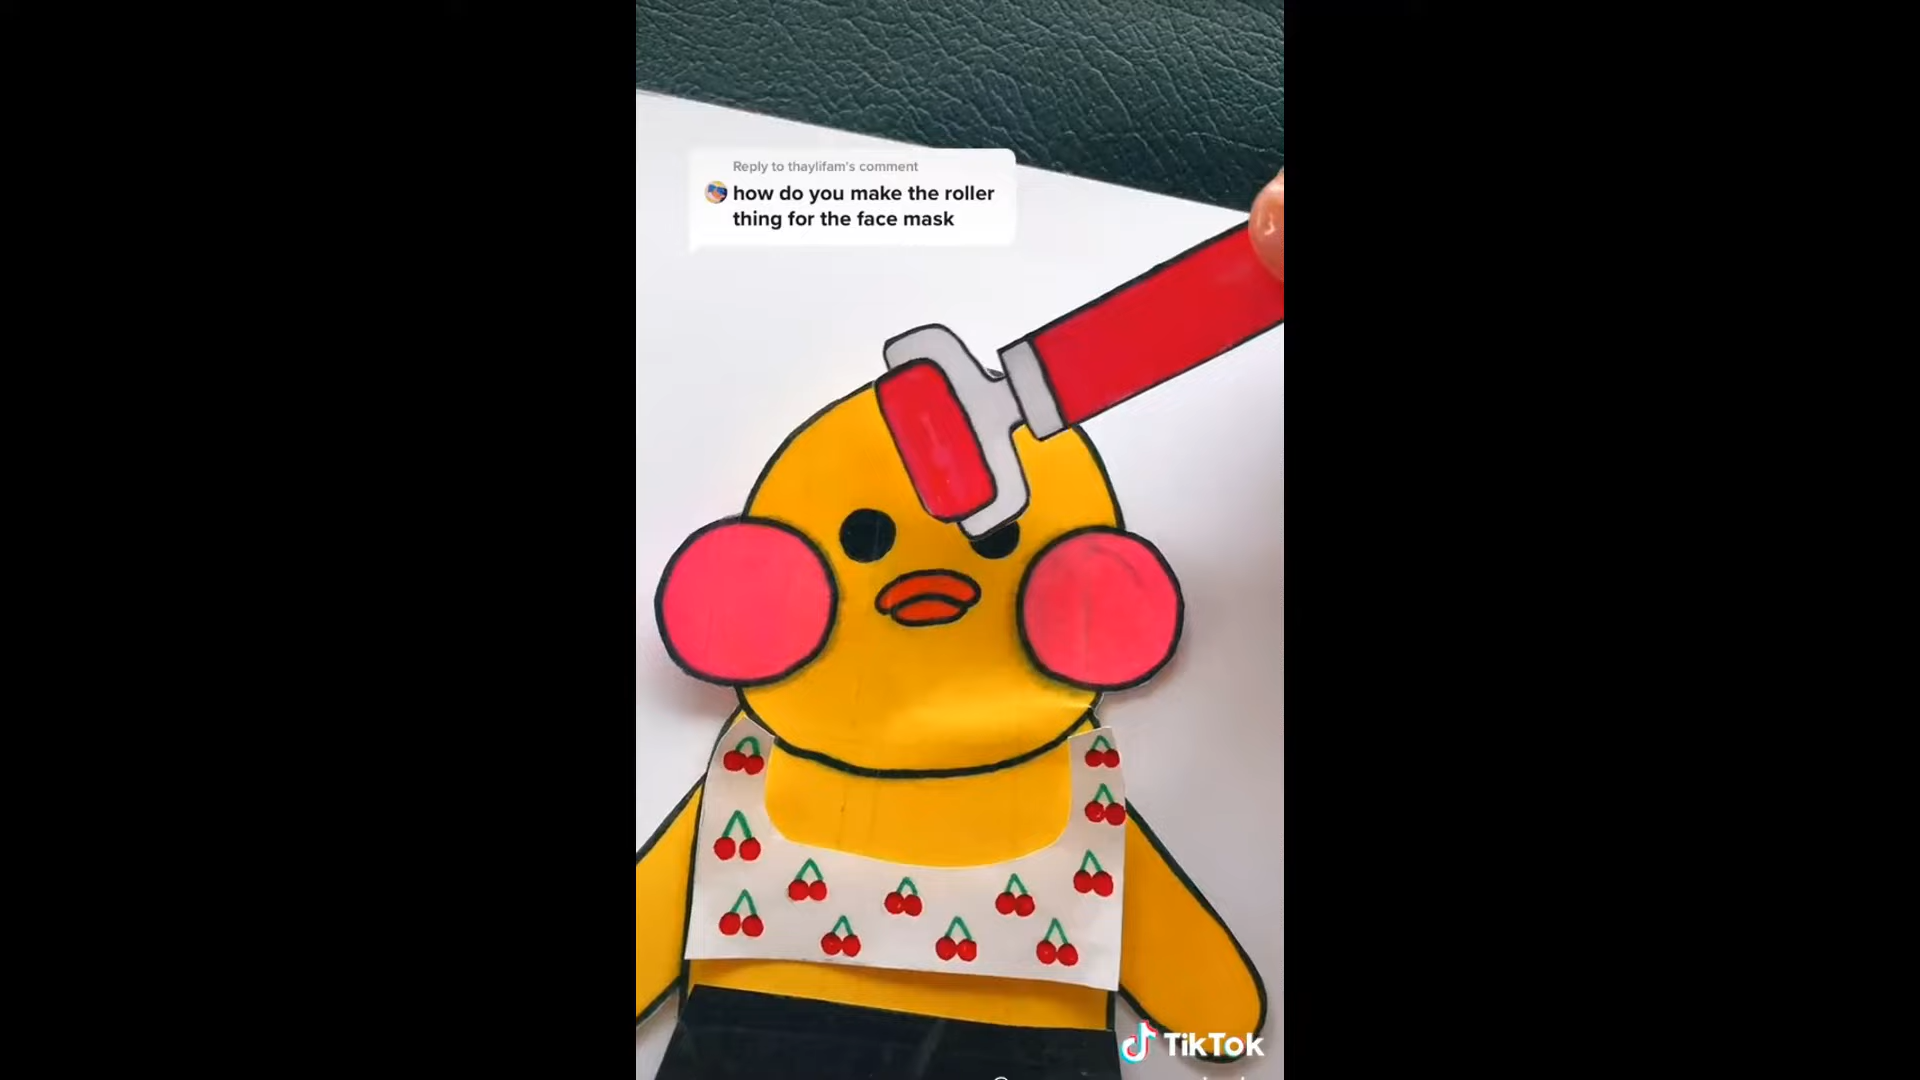 Reply to thaylifam's comment
how do you make the roller
thing for the face mask
TikTok